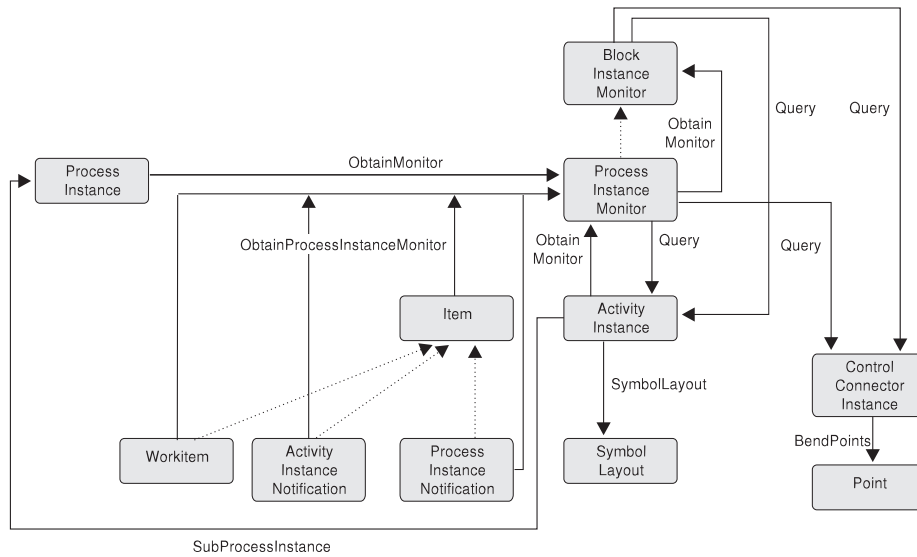 Block
Instance
Monitor
Query
Query
Obtain
Monitor
ObtainMonitor
Process
Instance
Process
Instance
Monitor
ObtainProcessInstanceMonitor
Obtain
Monitor
Query
Query
Item
Activity
Instance
Control
Connector
Instance
SymbolLayout
BendPoints
Workitem
Activity
Instance
Notification
Process
Instance
Notification
Symbol
Layout
Point
SubProcessInstance